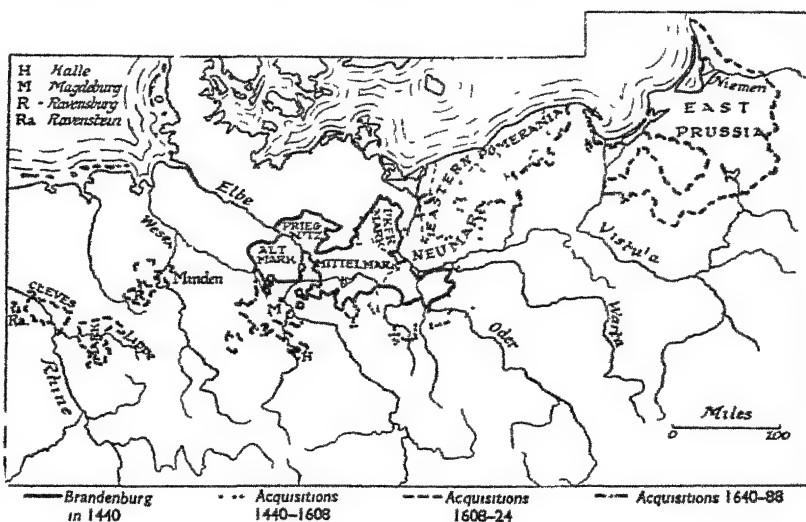 H Halle
M Magdeburg
R - Ravensburg
Ra Ravenstein
Niemen
EAST
PRUSSIA
EASTERN POMERANIA
Elbe
PRIEG
NITZ
UKER
MARK
NEUMARK
Weser
ALT
MARK
MITTELMARK
Vistula
Minden
R
CLEVES
Ra
MARK
Lippe
M
H
Oder
Warta
Rhine
Miles
0 100
Brandenburg
in 1440
Acquisitions
1440-1608
Acquisitions
1608-24
Acquisitions 1640-88